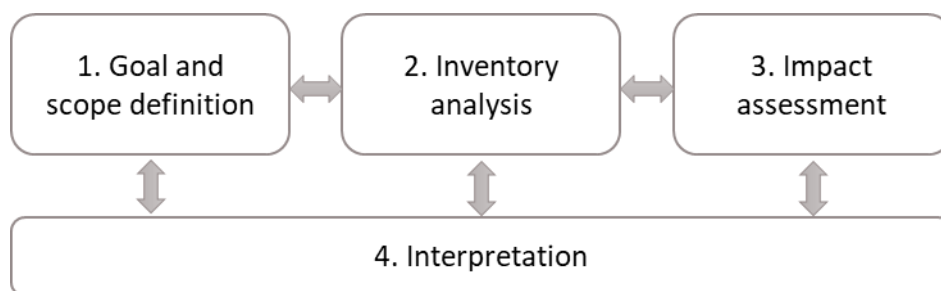 1. Goal and
scope definition
2. Inventory
analysis
3. Impact
assessment
4. Interpretation